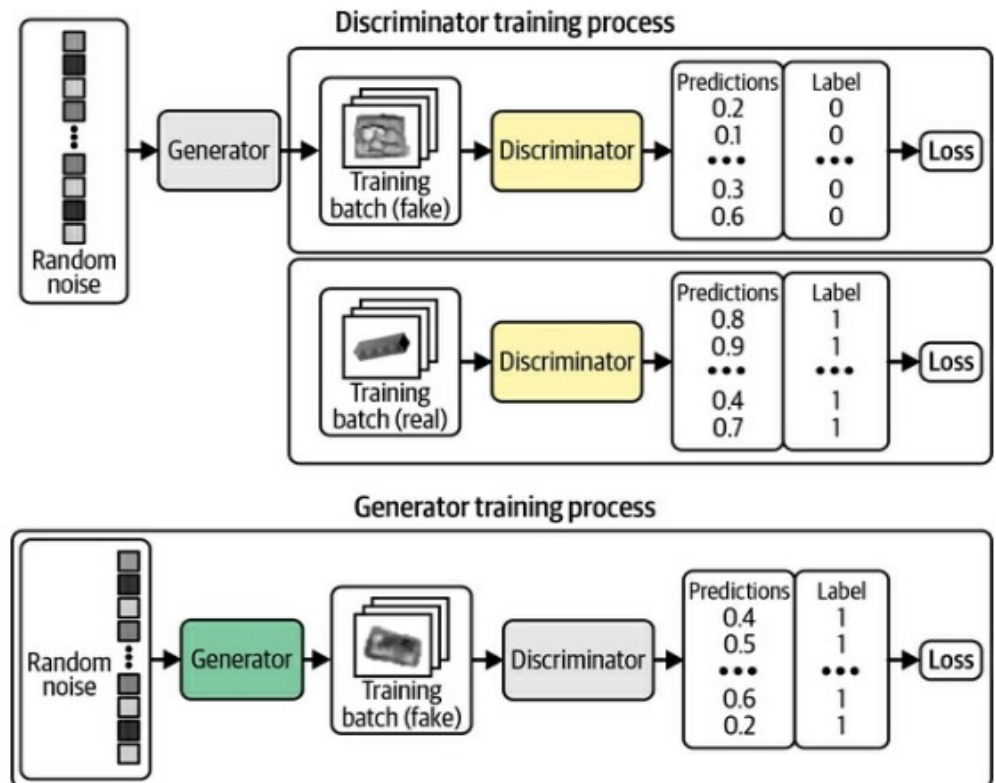 Discriminator training process
Random
noise
Generator
Training
batch (fake)
Discriminator
Predictions Label
0.2 0
0.1 0
••• •••
0.3 0
0.6 0
Loss
Training
batch (real)
Discriminator
Predictions Label
0.8 1
0.9 1
••• •••
0.4 1
0.7 1
Loss
Generator training process
Random
noise
Generator
Training
batch (fake)
Discriminator
Predictions Label
0.4 1
0.5 1
••• •••
0.6 1
0.2 1
Loss